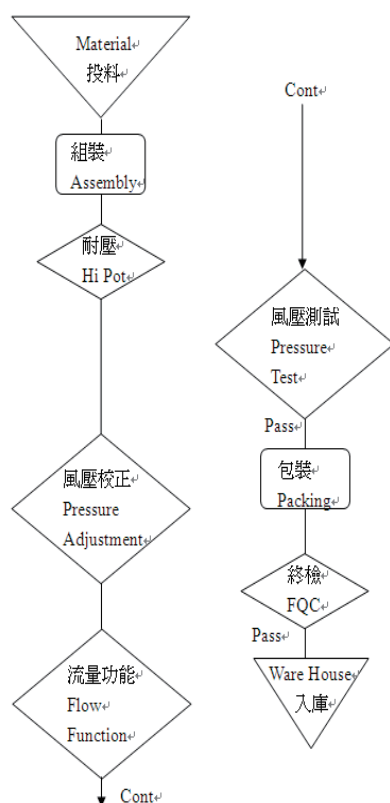 Material
投料
組裝
Assembly
耐壓
Hi Pot
風壓校正
Pressure
Adjustment
流量功能
Flow
Function
Cont
Cont
風壓測試
Pressure
Test
Pass
包裝
Packing
終檢
FQC
Pass
Ware House
入庫